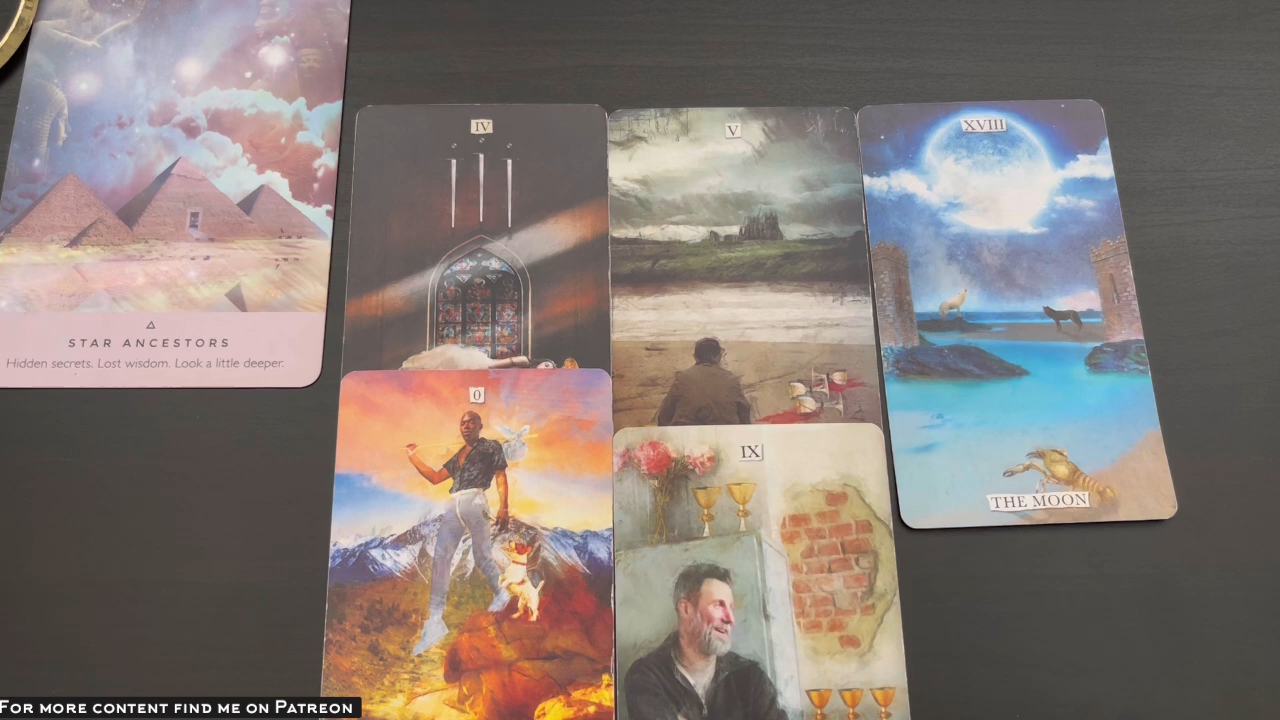 STAR ANCESTORS
Hidden secrets. Lost wisdom. Look a little deeper.
IV
V
XVIII
THE MOON
0
IX
FOR MORE CONTENT FIND ME ON PATREON